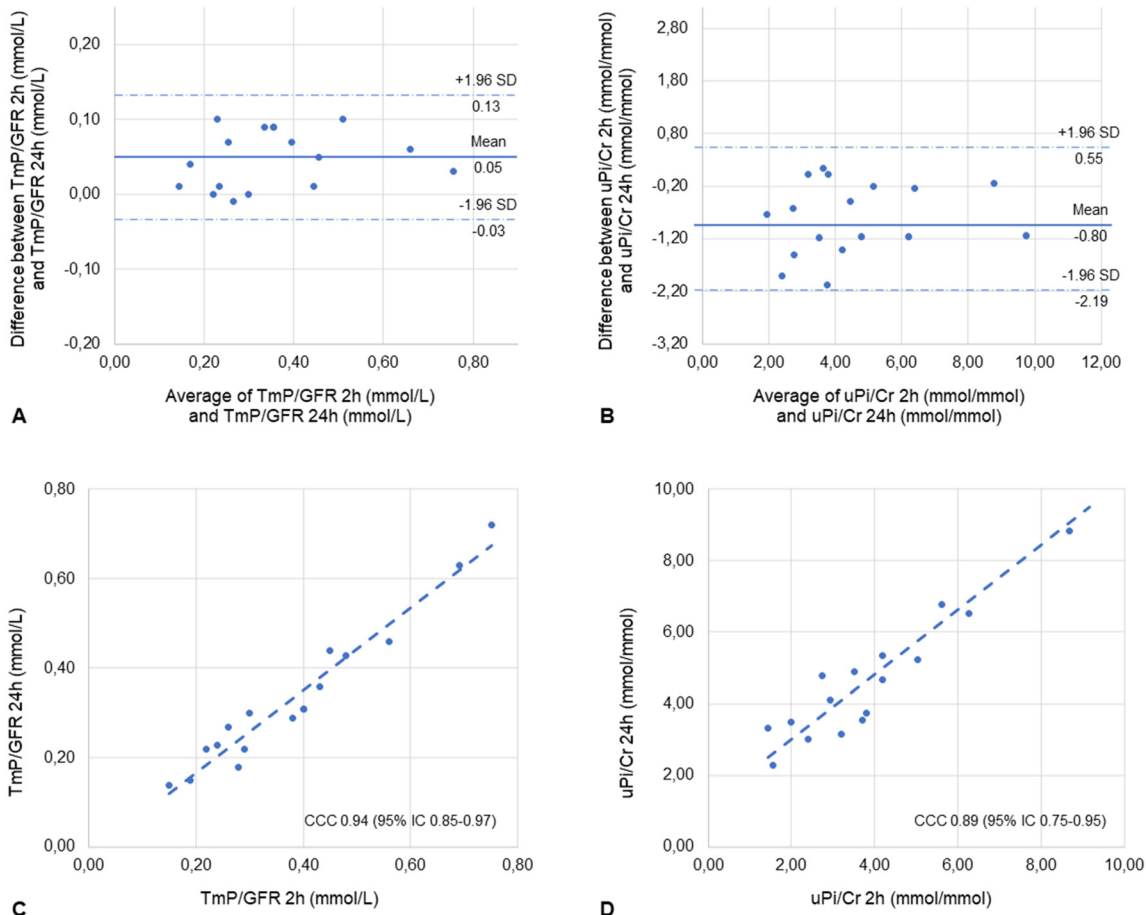 Difference between TmP/GFR 2h (mmol/L)
and TmP/GFR 24h (mmol/L)
0,20
0,10
0,00
-0,10
-0,20
+1.96 SD
0.13
Mean
0.05
-1.96 SD
-0.03
0,00 0,20 0,40 0,60 0,80
Average of TmP/GFR 2h (mmol/L)
and TmP/GFR 24h (mmol/L)
A
Difference between uPi/Cr 2h (mmol/mmol)
and uPi/Cr 24h (mmol/mmol)
2,80
1,80
0,80
-0,20
-1,20
-2,20
-3,20
+1.96 SD
0.55
Mean
-0.80
-1.96 SD
-2.19
0,00 2,00 4,00 6,00 8,00 10,00 12,00
Average of uPi/Cr 2h (mmol/mmol)
and uPi/Cr 24h (mmol/mmol)
B
TmP/GFR 24h (mmol/L)
0,80
0,60
0,40
0,20
0,00
CCC 0.94 (95% IC 0.85-0.97)
0,00 0,20 0,40 0,60 0,80
TmP/GFR 2h (mmol/L)
C
uPi/Cr 24h (mmol/mmol)
10,00
8,00
6,00
4,00
2,00
0,00
CCC 0.89 (95% IC 0.75-0.95)
0,00 2,00 4,00 6,00 8,00 10,00
uPi/Cr 2h (mmol/mmol)
D